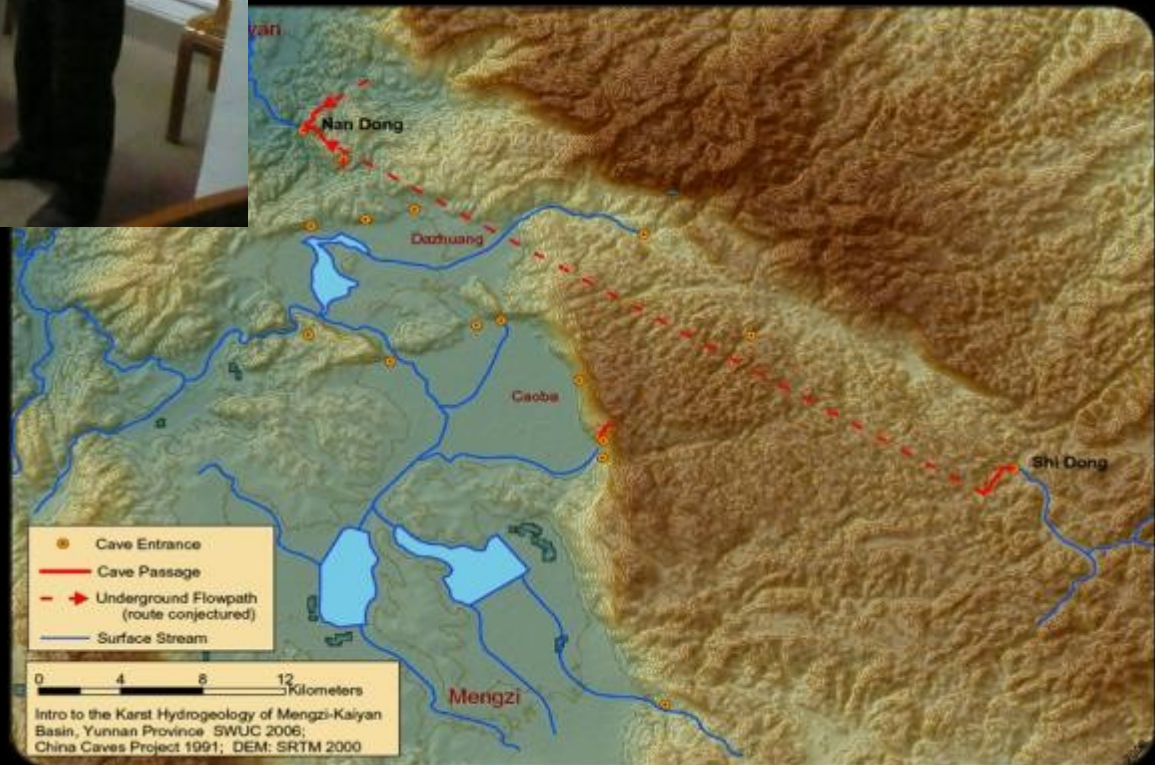 yan
Nan Dong
Dazhuang
Caoba
Shi Dong
Cave Entrance
Cave Passage
Underground Flowpath
(route conjectured)
Surface Stream
0 4 8 12
Kilometers
Mengzi
Intro to the Karst Hydrogeology of Mengzi-Kaiyan
Basin, Yunnan Province SWUC 2006;
China Caves Project 1991; DEM: SRTM 2000